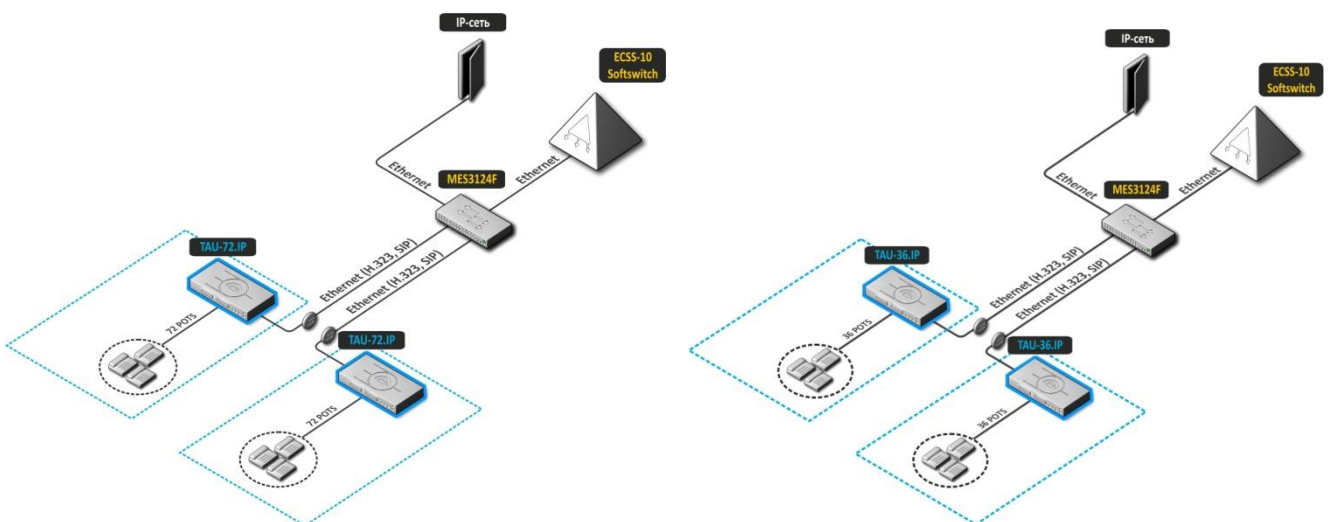 IP-сеть
ECSS-10
Softswitch
Ethernet
Ethernet
MES3124F
TAU-72.IP
Ethernet (H.323, SIP)
Ethernet (H.323, SIP)
72 POTS
TAU-72.IP
72 POTS
IP-сеть
ECSS-10
Softswitch
Ethernet
Ethernet
MES3124F
TAU-36.IP
Ethernet (H.323, SIP)
Ethernet (H.323, SIP)
36 POTS
TAU-36.IP
36 POTS